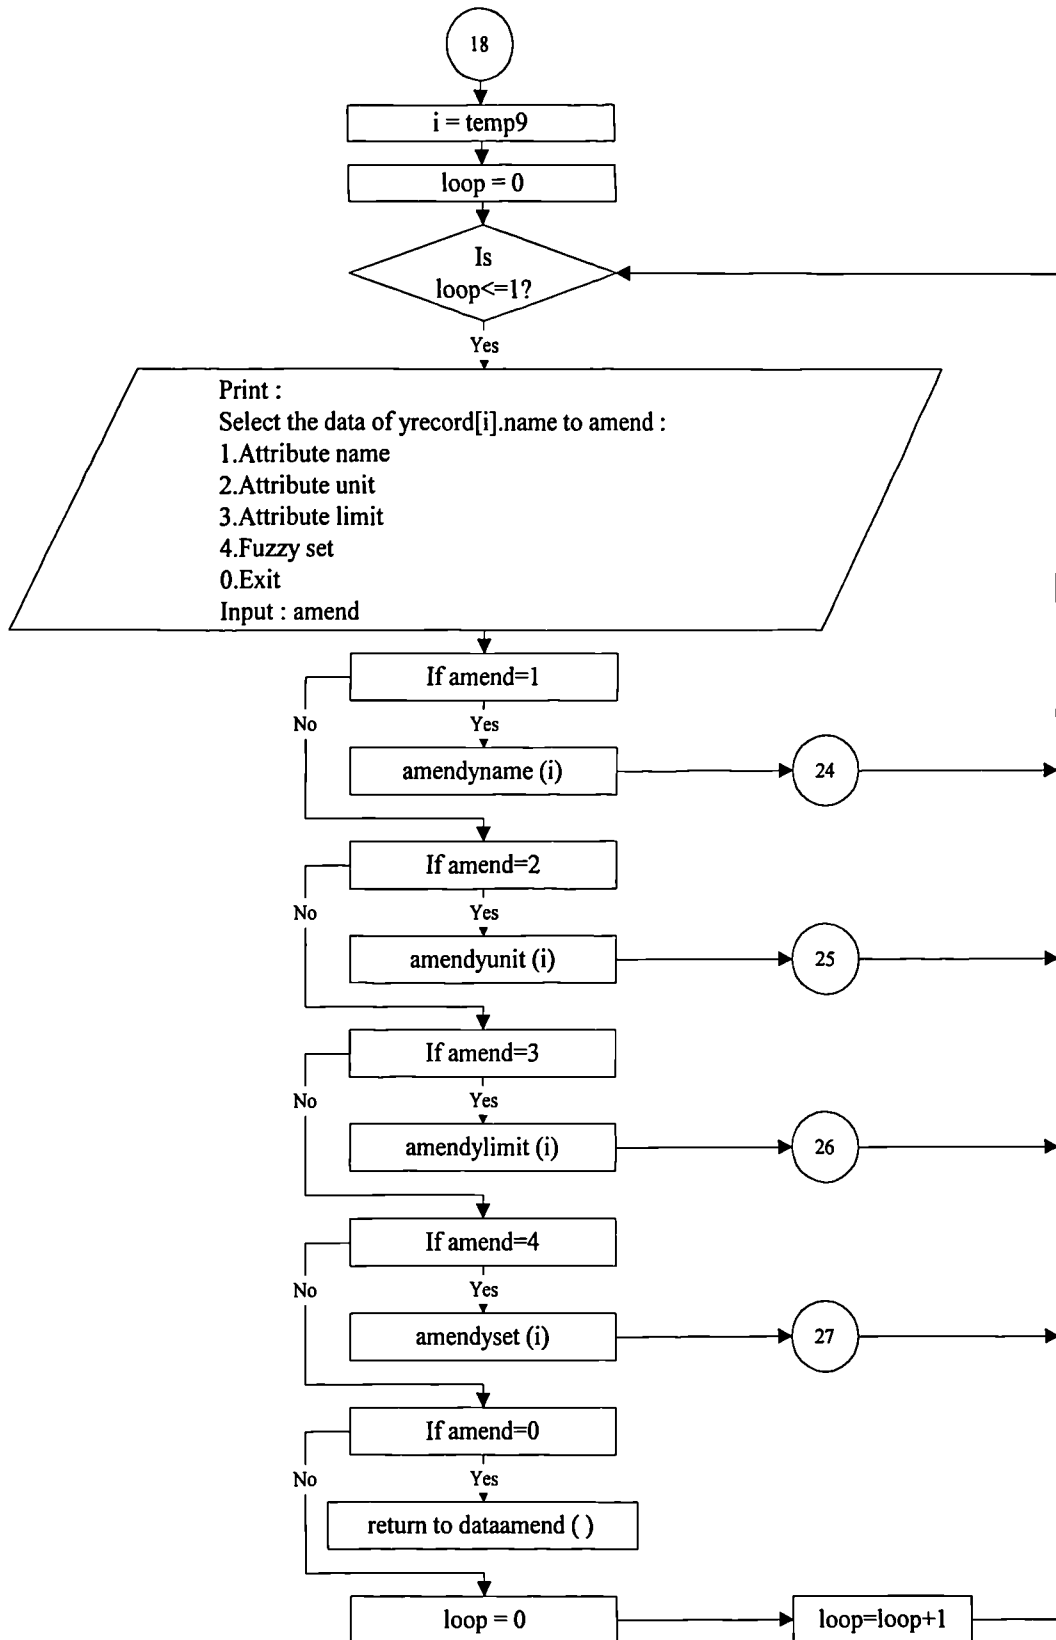 18
i = temp9
loop = 0
Is
loop<=1?
Yes
Print :
Select the data of yrecord[i].name to amend :
1.Attribute name
2.Attribute unit
3.Attribute limit
4.Fuzzy set
0.Exit
Input : amend
If amend=1
No
Yes
amendyname (i)
24
If amend=2
No
Yes
amendyunit (i)
25
If amend=3
No
Yes
amendylimit (i)
26
If amend=4
No
Yes
amendyset (i)
27
If amend=0
No
Yes
return to dataamend ( )
loop = 0
loop=loop+1